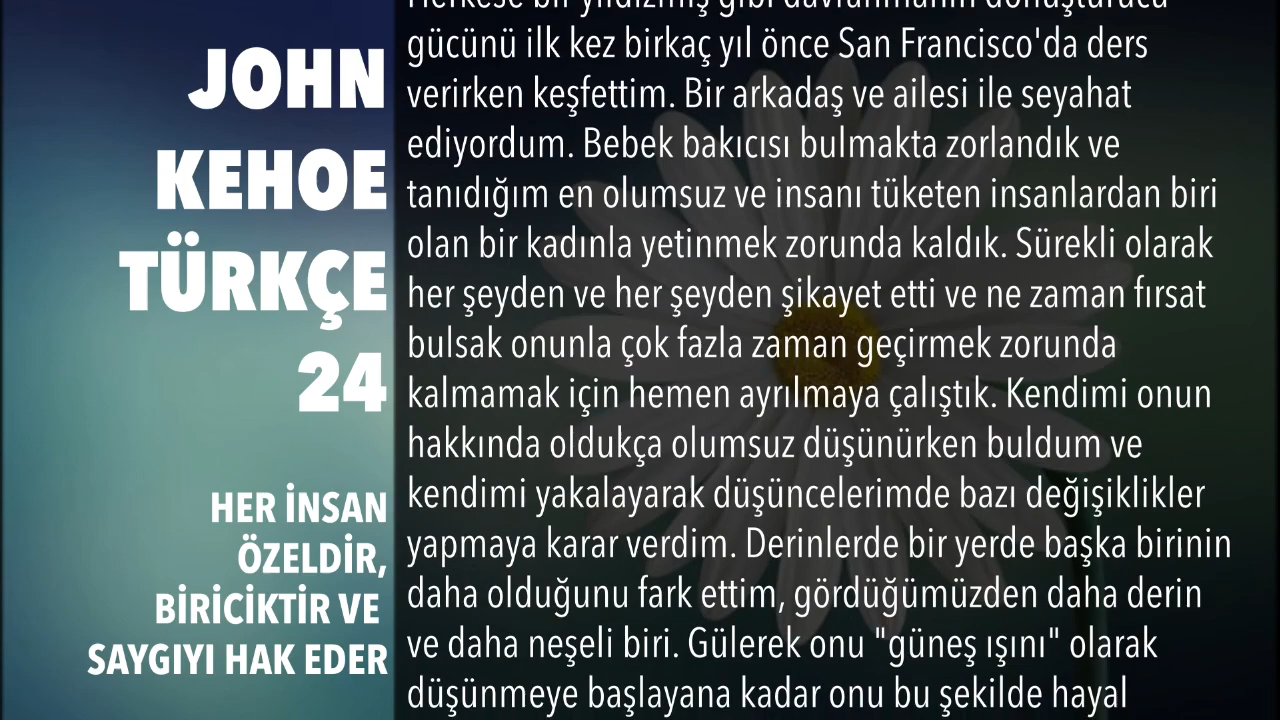 JOHN
KEHOE
TÜRKÇE
24
HER İNSAN
ÖZELDİR,
BİRİCİKTİR VE
SAYGIYI HAK EDER
Herkese bir yıldızmış gibi davranmanın dönüştürücü
gücünü ilk kez birkaç yıl önce San Francisco'da ders
verirken keşfettim. Bir arkadaş ve ailesi ile seyahat
ediyordum. Bebek bakıcısı bulmakta zorlandık ve
tanıdığım en olumsuz ve insanı tüketen insanlardan biri
olan bir kadınla yetinmek zorunda kaldık. Sürekli olarak
her şeyden ve her şeyden şikayet etti ve ne zaman fırsat
bulsak onunla çok fazla zaman geçirmek zorunda
kalmamak için hemen ayrılmaya çalıştık. Kendimi onun
hakkında oldukça olumsuz düşünürken buldum ve
kendimi yakalayarak düşüncelerimde bazı değişiklikler
yapmaya karar verdim. Derinlerde bir yerde başka birinin
daha olduğunu fark ettim, gördüğümüzden daha derin
ve daha neşeli biri. Gülerek onu "güneş ışını" olarak
düşünmeye başlayana kadar onu bu şekilde hayal